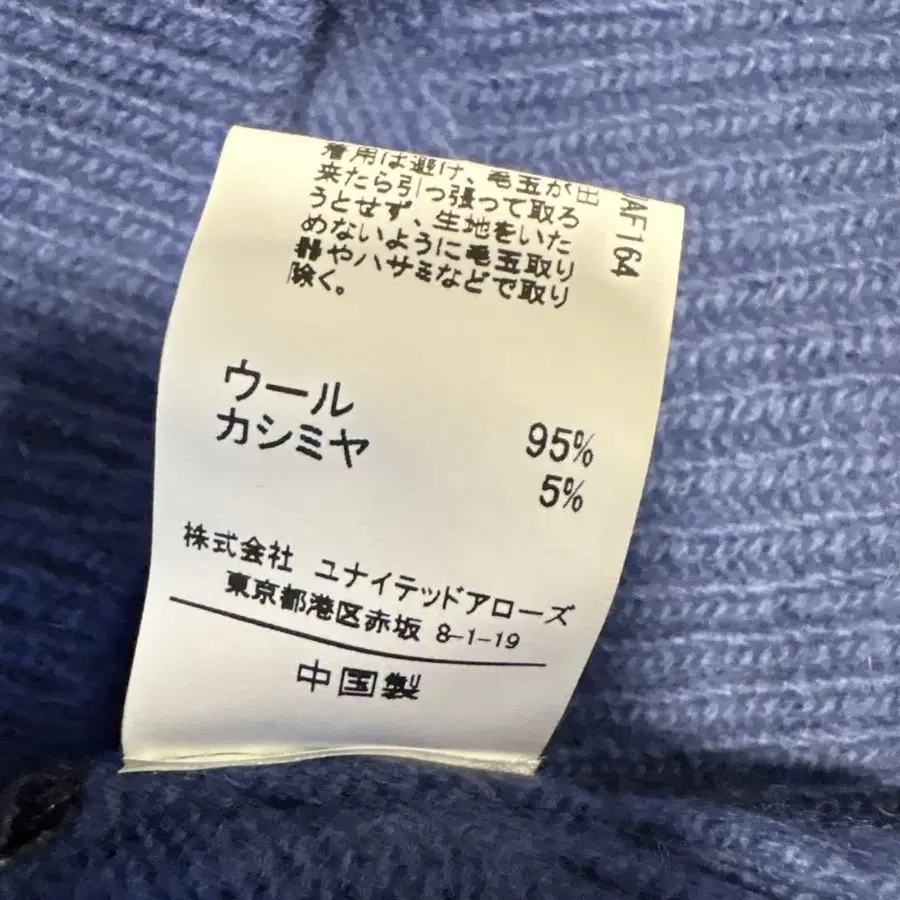 着用は避け、毛玉が出
来たら引っ張って取ろ
うとせず、生地をいた
めないように毛玉取り
器やハサミなどで取り
除く。
AF164
ウール
カシミヤ 95%
5%
株式会社 ユナイテッドアローズ
東京都港区赤坂 8-1-19
中国製